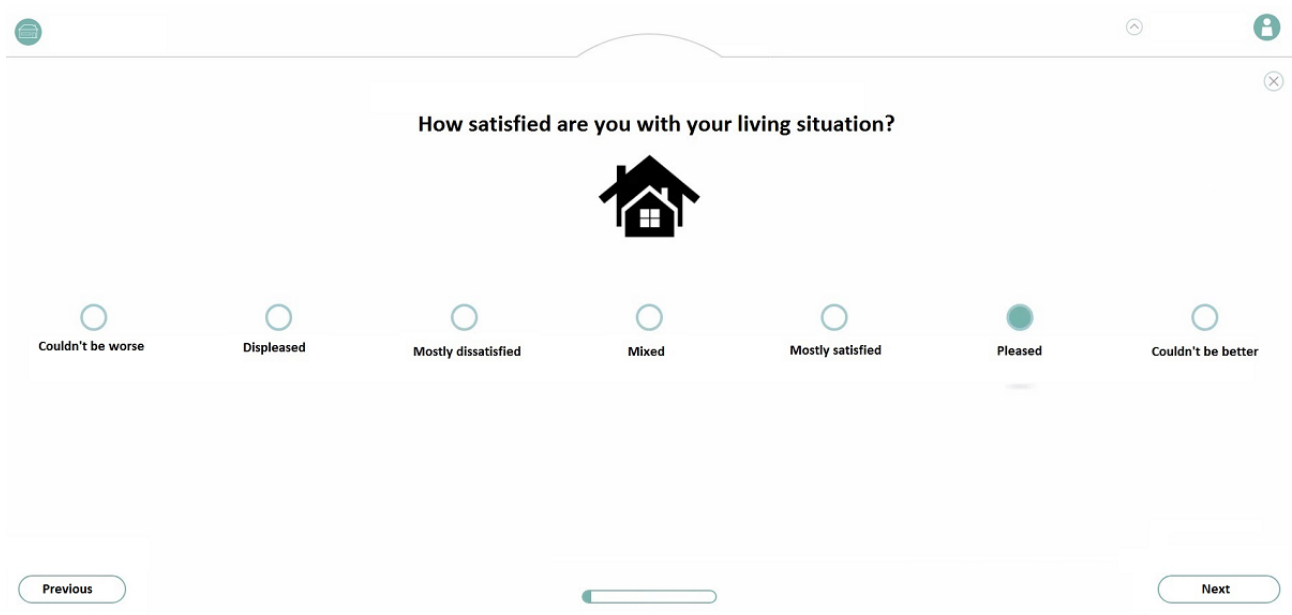 How satisfied are you with your living situation?
Couldn't be worse
Displeased
Mostly dissatisfied
Mixed
Mostly satisfied
Pleased
Couldn't be better
Previous
Next